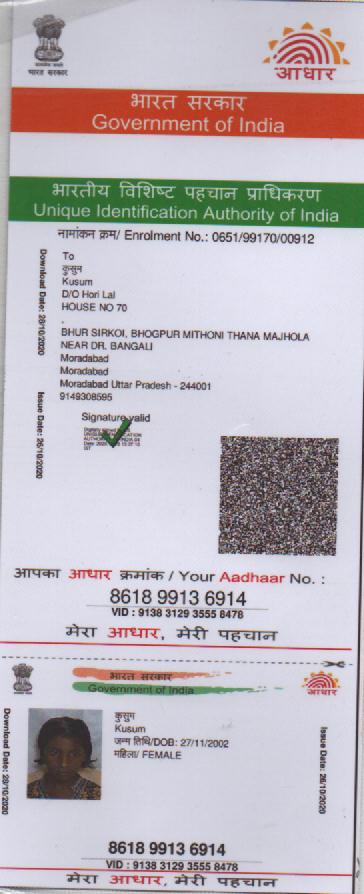 भारत सरकार
आधार
भारत सरकार
Government of India
भारतीय विशिष्ट पहचान प्राधिकरण
Unique Identification Authority of India
नामांकन क्रम/ Enrolment No.: 0651/99170/00912
Download Date: 28/10/2020
Issue Date: 26/10/2020
To
कुसुम
Kusum
D/O Hori Lal
HOUSE NO 70
,
BHUR SIRKOI, BHOGPUR MITHONI THANA MAJHOLA
NEAR DR. BANGALI
Moradabad
Moradabad
Moradabad Uttar Pradesh - 244001
9149308595
Signature valid
आपका आधार क्रमांक / Your Aadhaar No. :
8618 9913 6914
VID : 9138 3129 3555 8478
मेरा आधार, मेरी पहचान
भारत सरकार
Government of India
आधार
Download Date: 28/10/2020
कुसुम
Kusum
जन्म तिथि/DOB: 27/11/2002
महिला/ FEMALE
Issue Date: 26/10/2020
8618 9913 6914
VID : 9138 3129 3555 8478
मेरा आधार, मेरी पहचान